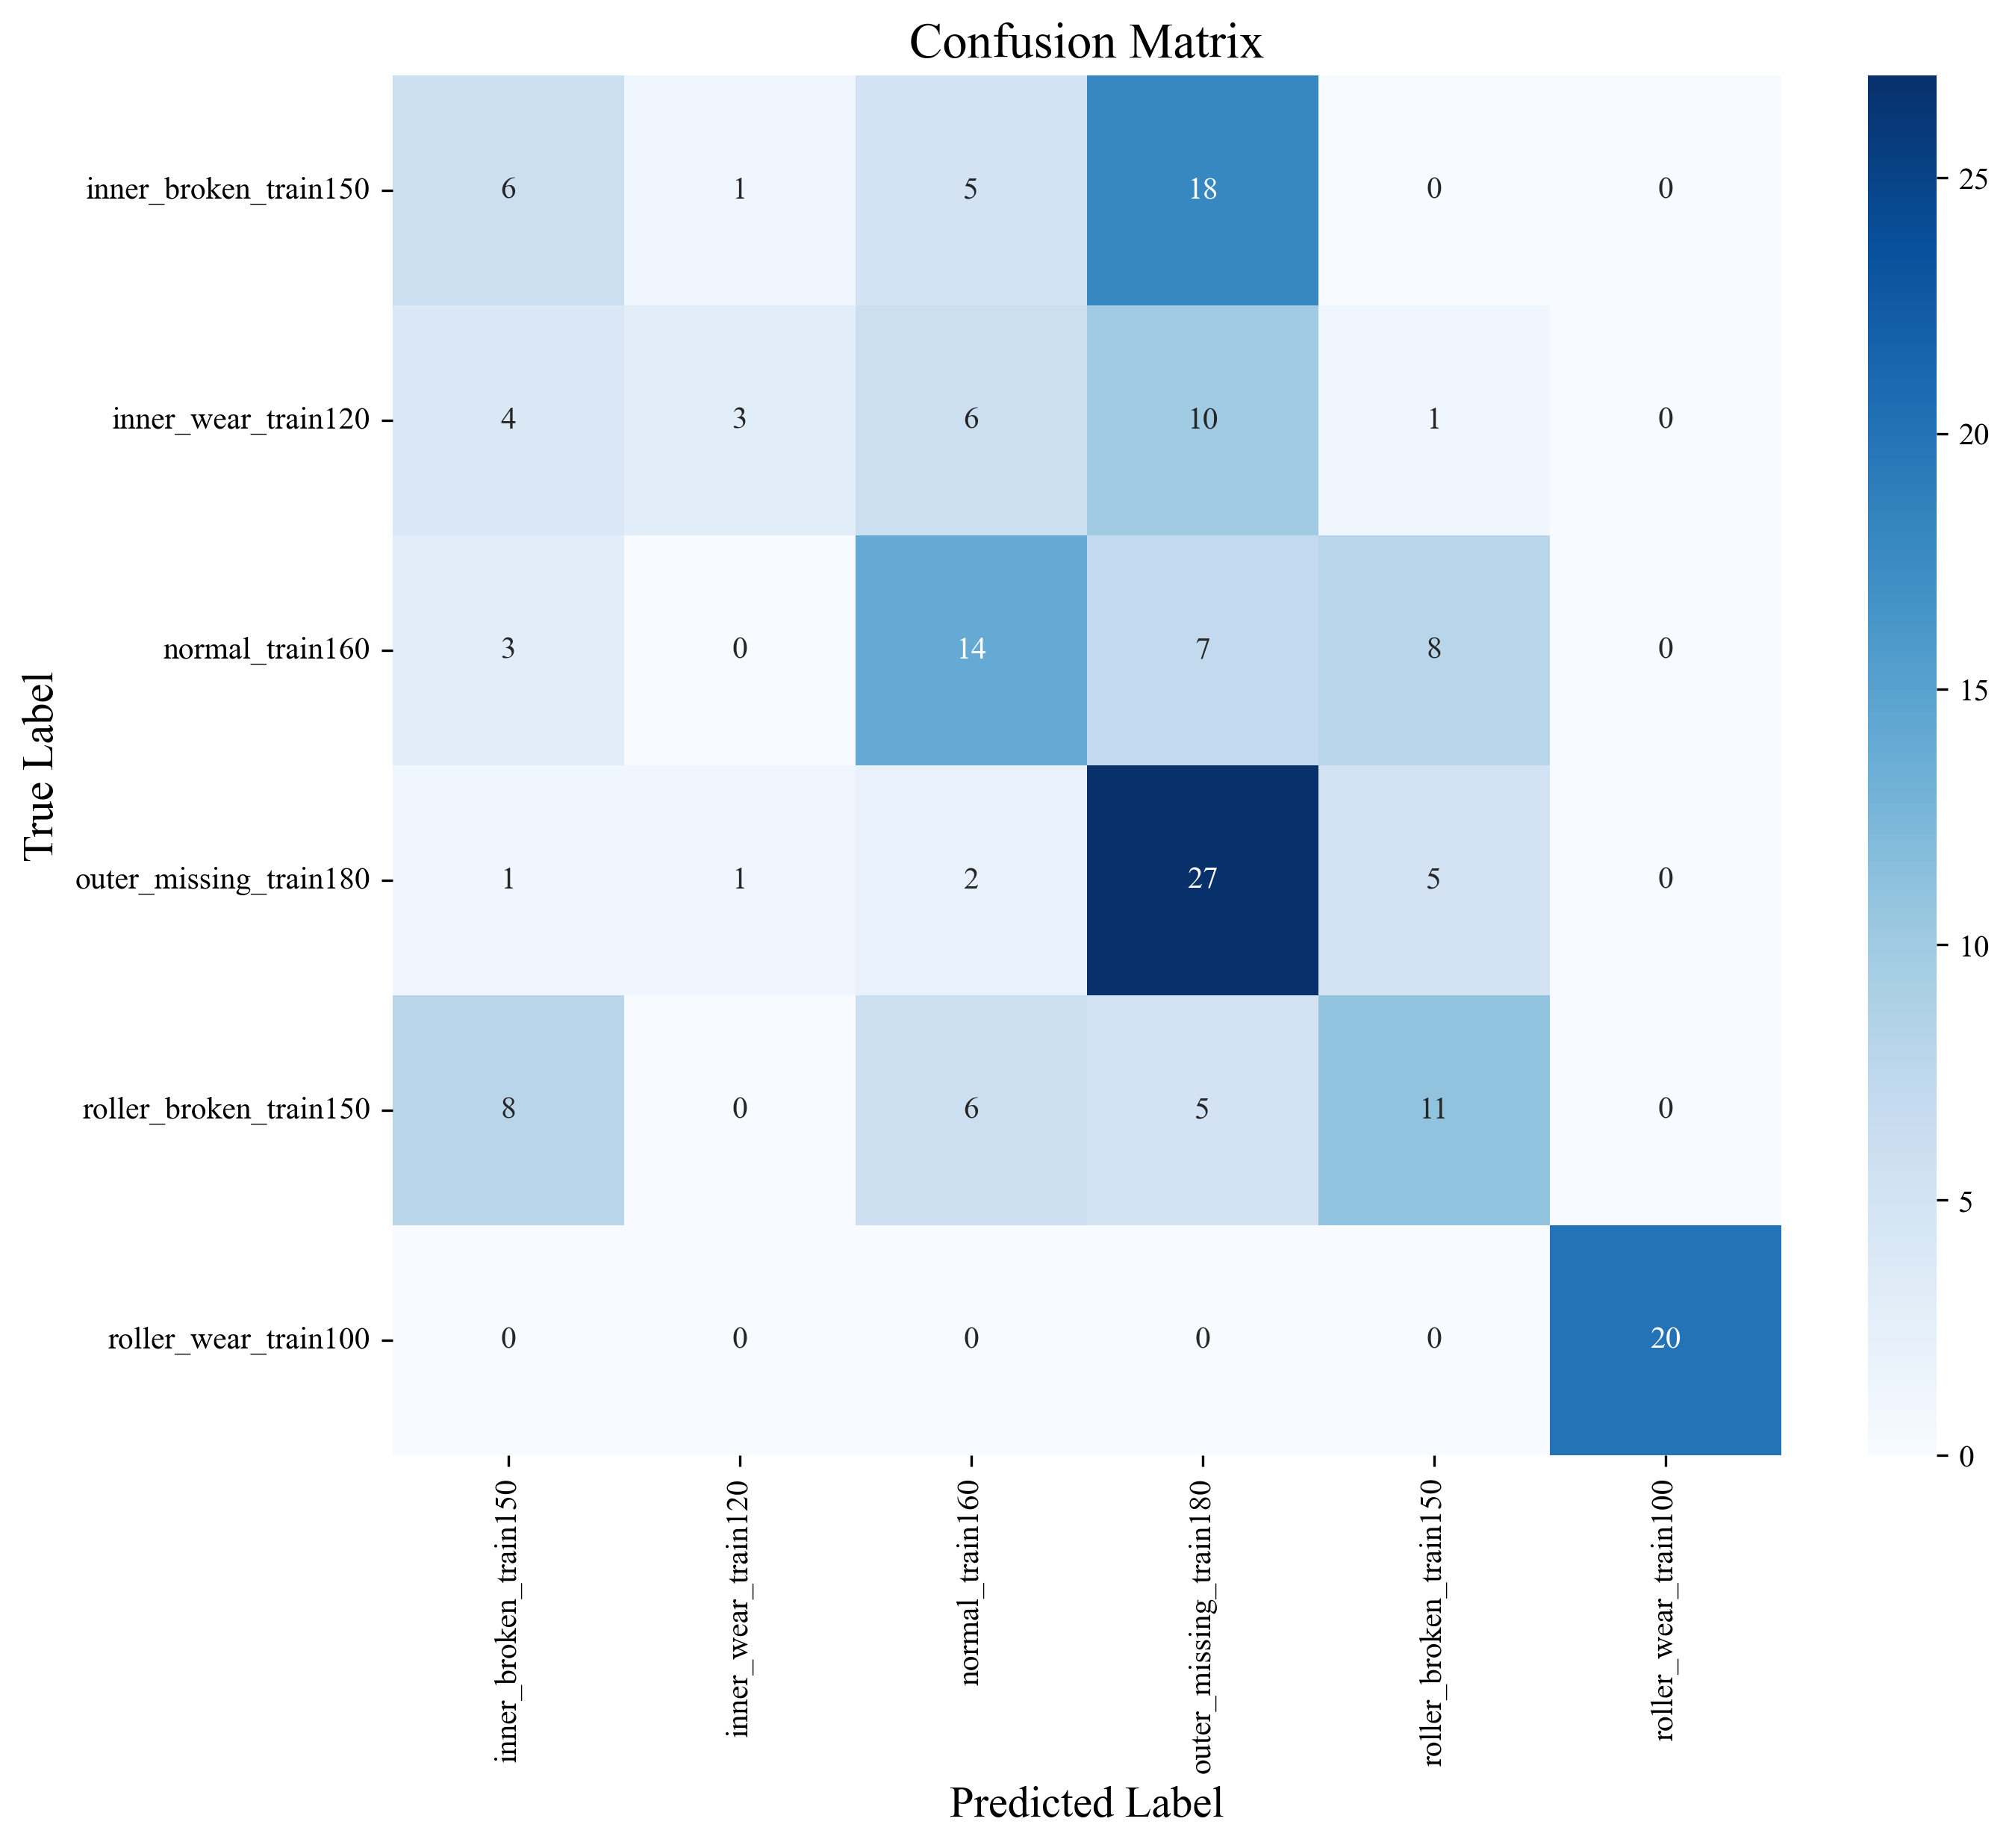 Confusion Matrix
True Label
inner_broken_train150 6 1 5 18 0 0
inner_wear_train120 4 3 6 10 1 0
normal_train160 3 0 14 7 8 0
outer_missing_train180 1 1 2 27 5 0
roller_broken_train150 8 0 6 5 11 0
roller_wear_train100 0 0 0 0 0 20
inner_broken_train150
inner_wear_train120
normal_train160
outer_missing_train180
roller_broken_train150
roller_wear_train100
Predicted Label
25
20
15
10
5
0